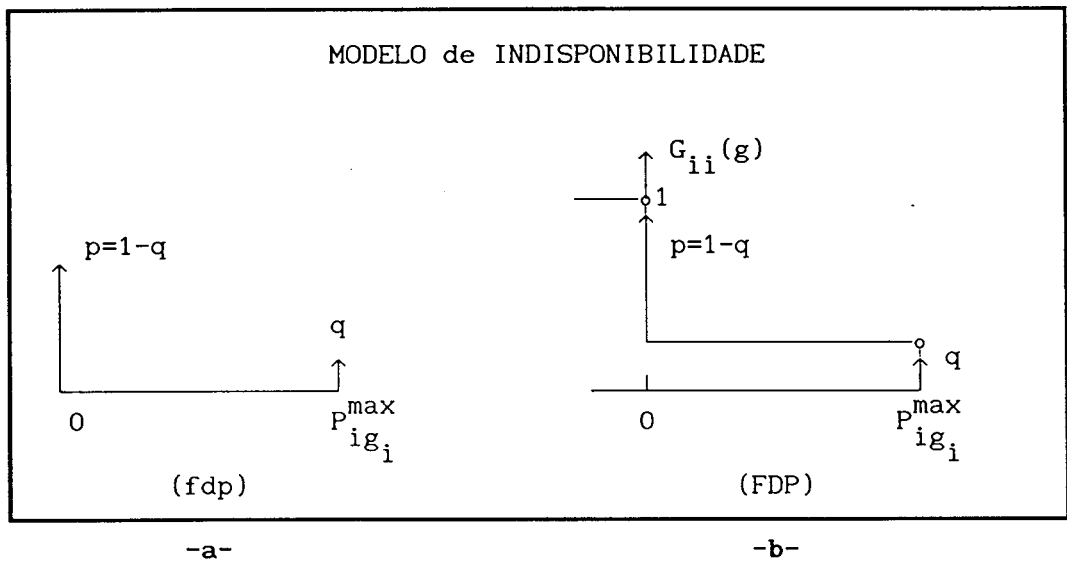 MODELO de INDISPONIBILIDADE
G_ii(g)
1
p=1-q
p=1-q
q
q
0
P^max_ig_i
0
P^max_ig_i
(fdp)
(FDP)
-a-
-b-